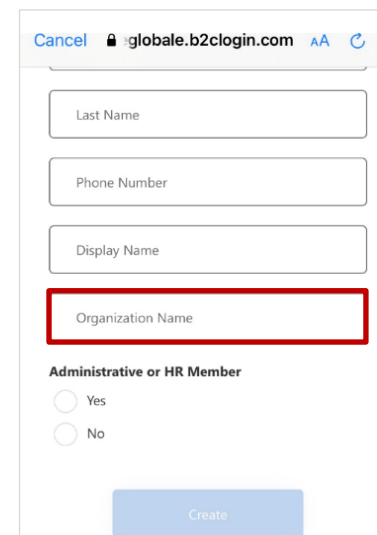 Cancel globale.b2clogin.com AA
Last Name
Phone Number
Display Name
Organization Name
Administrative or HR Member
Yes
No
Create